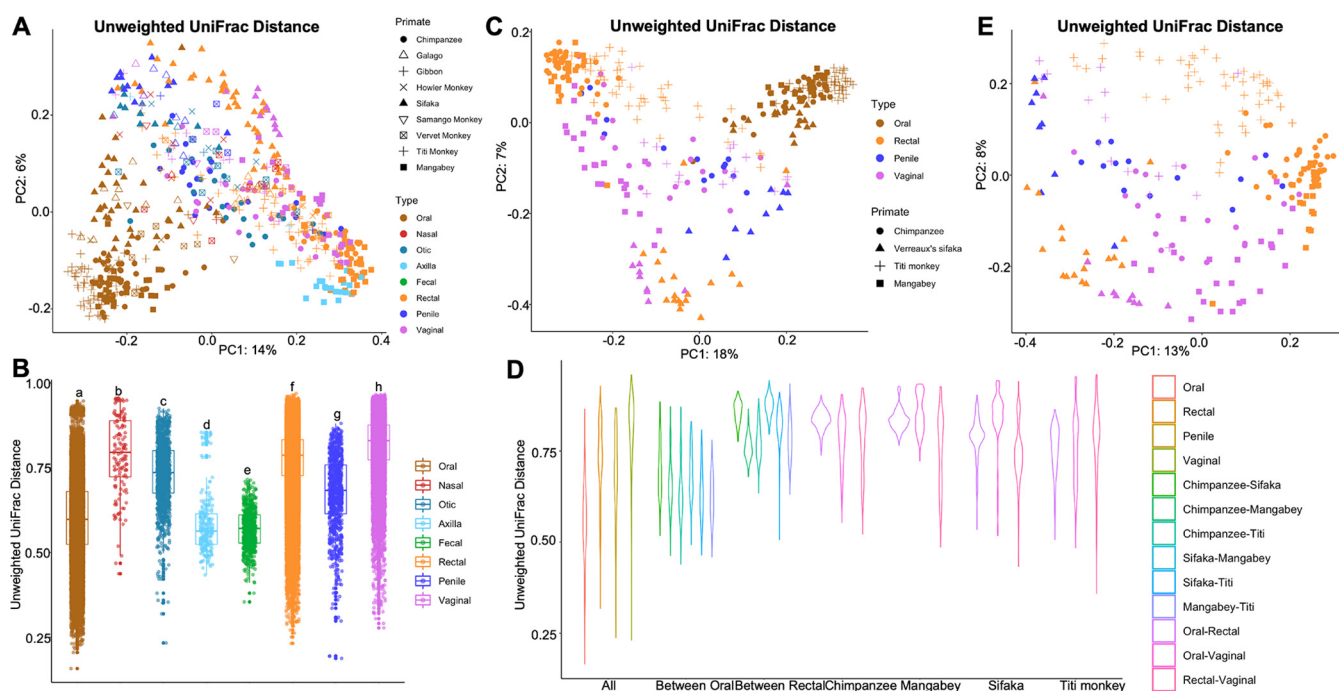 A
Unweighted UniFrac Distance
PC2: 6%
0.2
0.0
-0.2
-0.2
0.0
0.2
0.4
PC1: 14%
Primate
Chimpanzee
Galago
Gibbon
Howler Monkey
Sifaka
Samango Monkey
Vervet Monkey
Titi Monkey
Mangabey
Type
Oral
Nasal
Otic
Axilla
Fecal
Rectal
Penile
Vaginal
C
Unweighted UniFrac Distance
PC2: 7%
0.2
0.0
-0.2
-0.4
-0.2
0.0
0.2
PC1: 18%
Type
Oral
Rectal
Penile
Vaginal
Primate
Chimpanzee
Verreaux's sifaka
Titi monkey
Mangabey
E
Unweighted UniFrac Distance
PC2: 8%
0.2
0.0
-0.2
-0.4
-0.2
0.0
0.2
PC1: 13%
B
Unweighted UniFrac Distance
1.00
0.75
0.50
0.25
a
b
c
d
e
f
g
h
Oral
Nasal
Otic
Axilla
Fecal
Rectal
Penile
Vaginal
D
Unweighted UniFrac Distance
0.75
0.50
0.25
All
Between Oral
Between Rectal
Chimpanzee
Mangabey
Sifaka
Titi monkey
Oral
Rectal
Penile
Vaginal
Chimpanzee-Sifaka
Chimpanzee-Mangabey
Chimpanzee-Titi
Sifaka-Mangabey
Sifaka-Titi
Mangabey-Titi
Oral-Rectal
Oral-Vaginal
Rectal-Vaginal